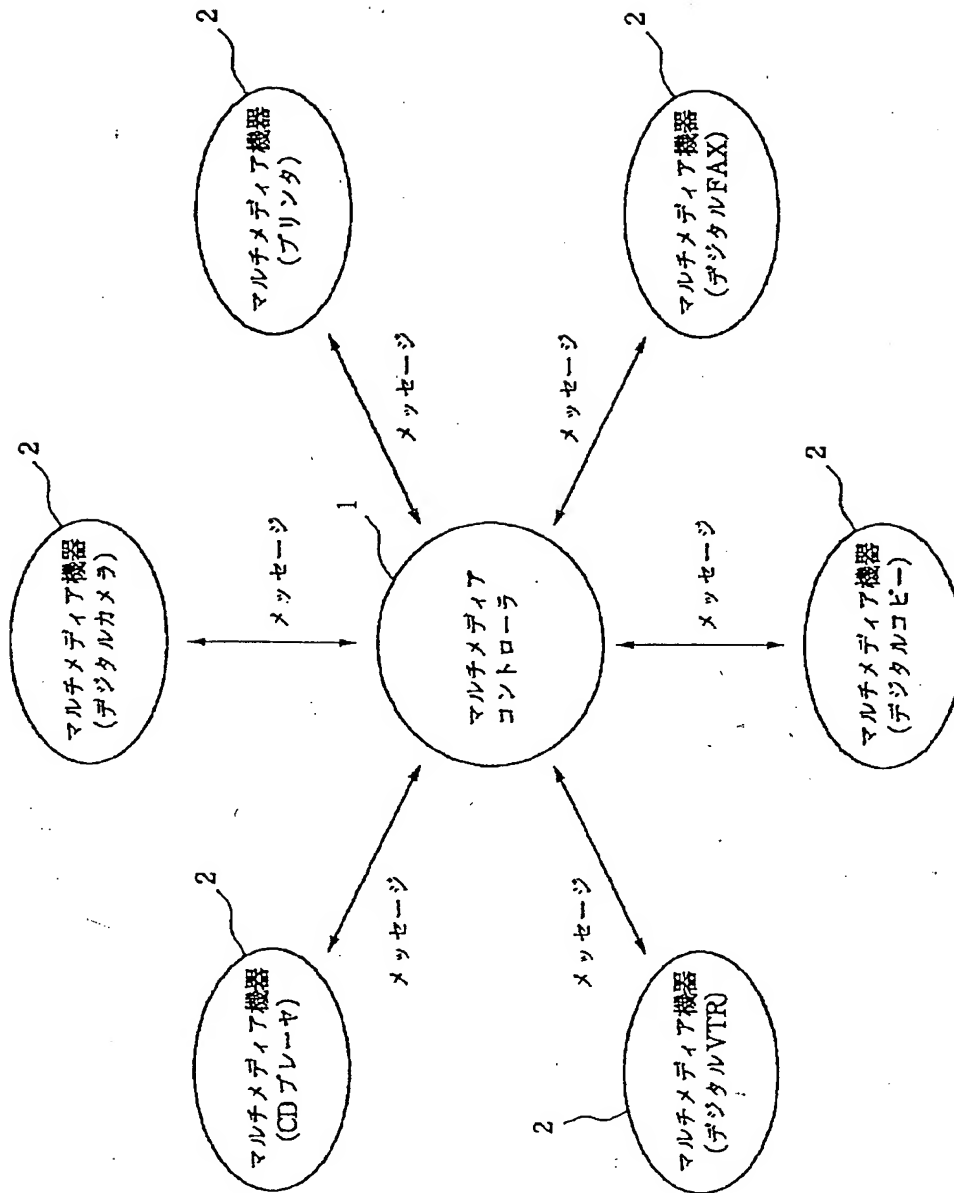 2
マルチメディア機器
(デジタルカメラ)
2
マルチメディア機器
(CDプレーヤ)
2
マルチメディア機器
(プリンタ)
メッセージ
メッセージ
メッセージ
1
マルチメディア
コントローラ
メッセージ
メッセージ
メッセージ
2
マルチメディア機器
(デジタルVTR)
2
マルチメディア機器
(デジタルFAX)
2
マルチメディア機器
(デジタルコピー)